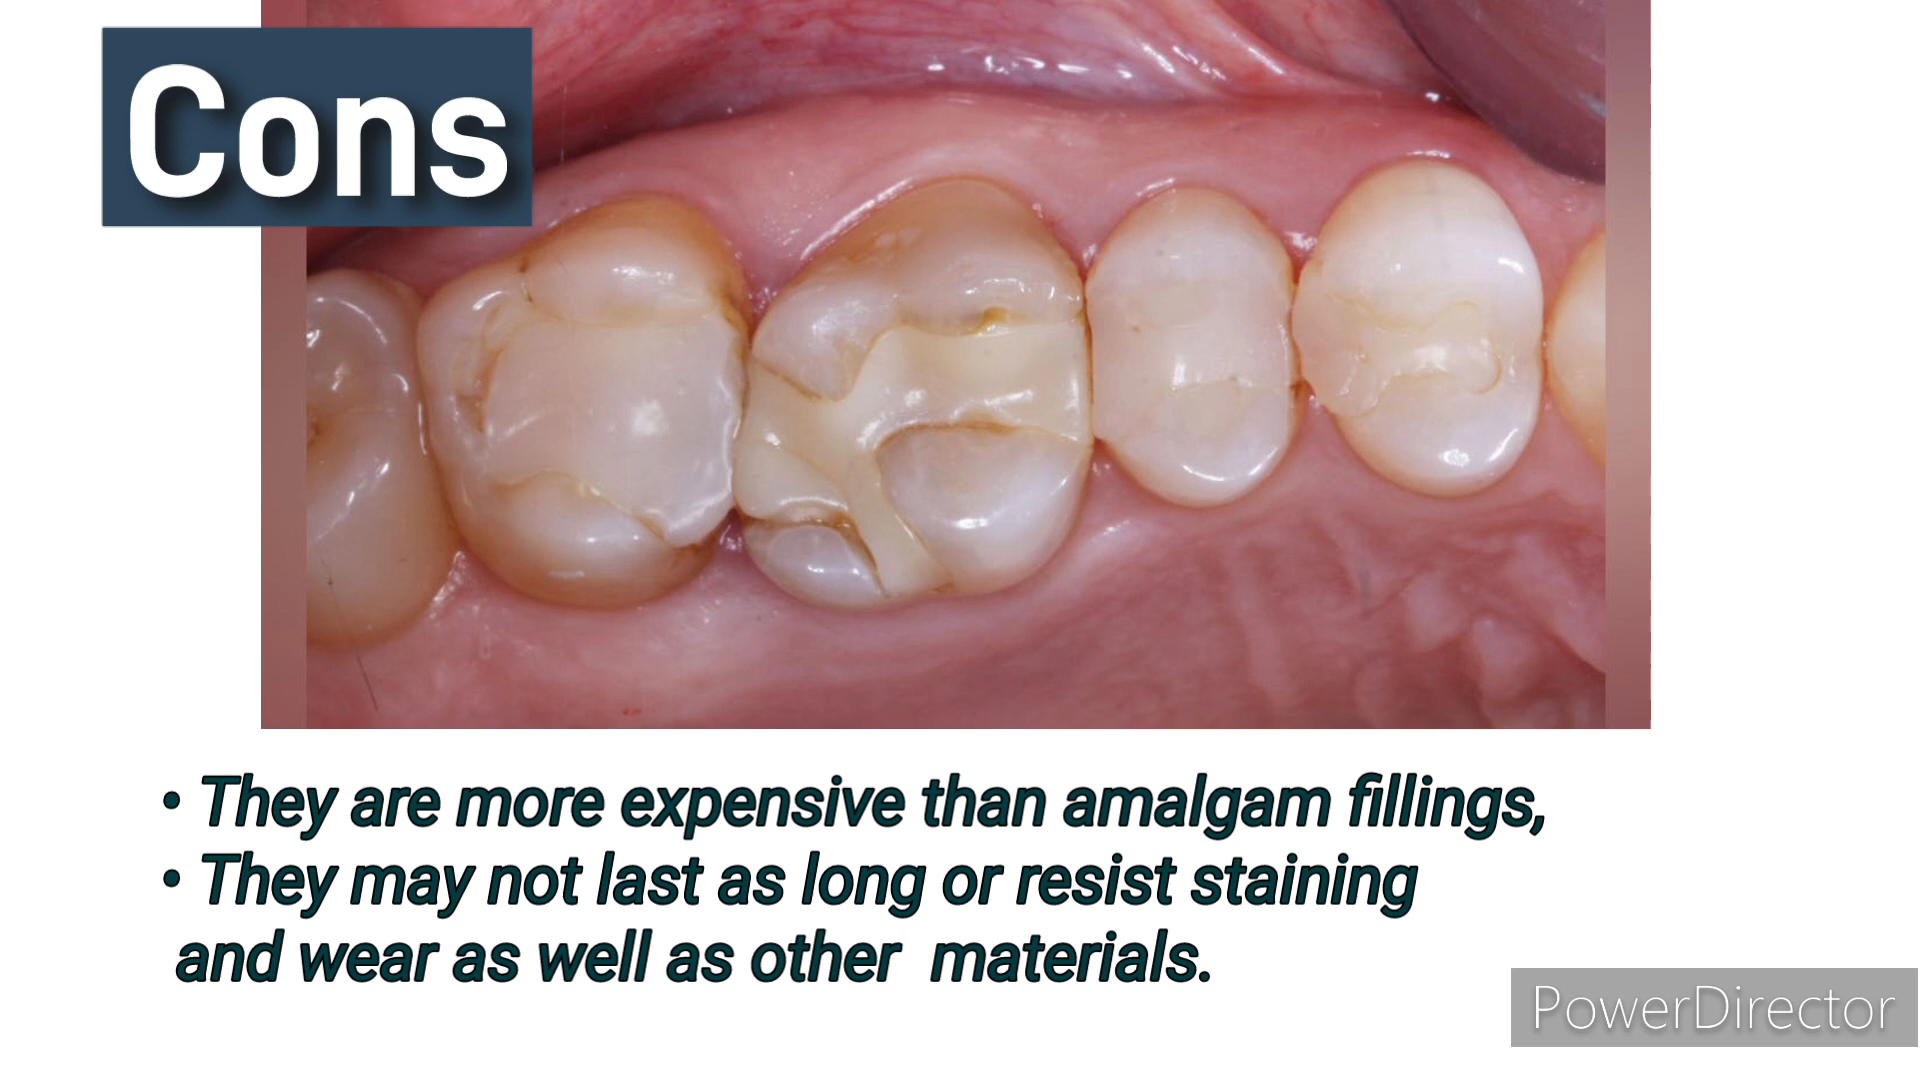 Cons
• They are more expensive than amalgam fillings,
• They may not last as long or resist staining
and wear as well as other materials.
PowerDirector